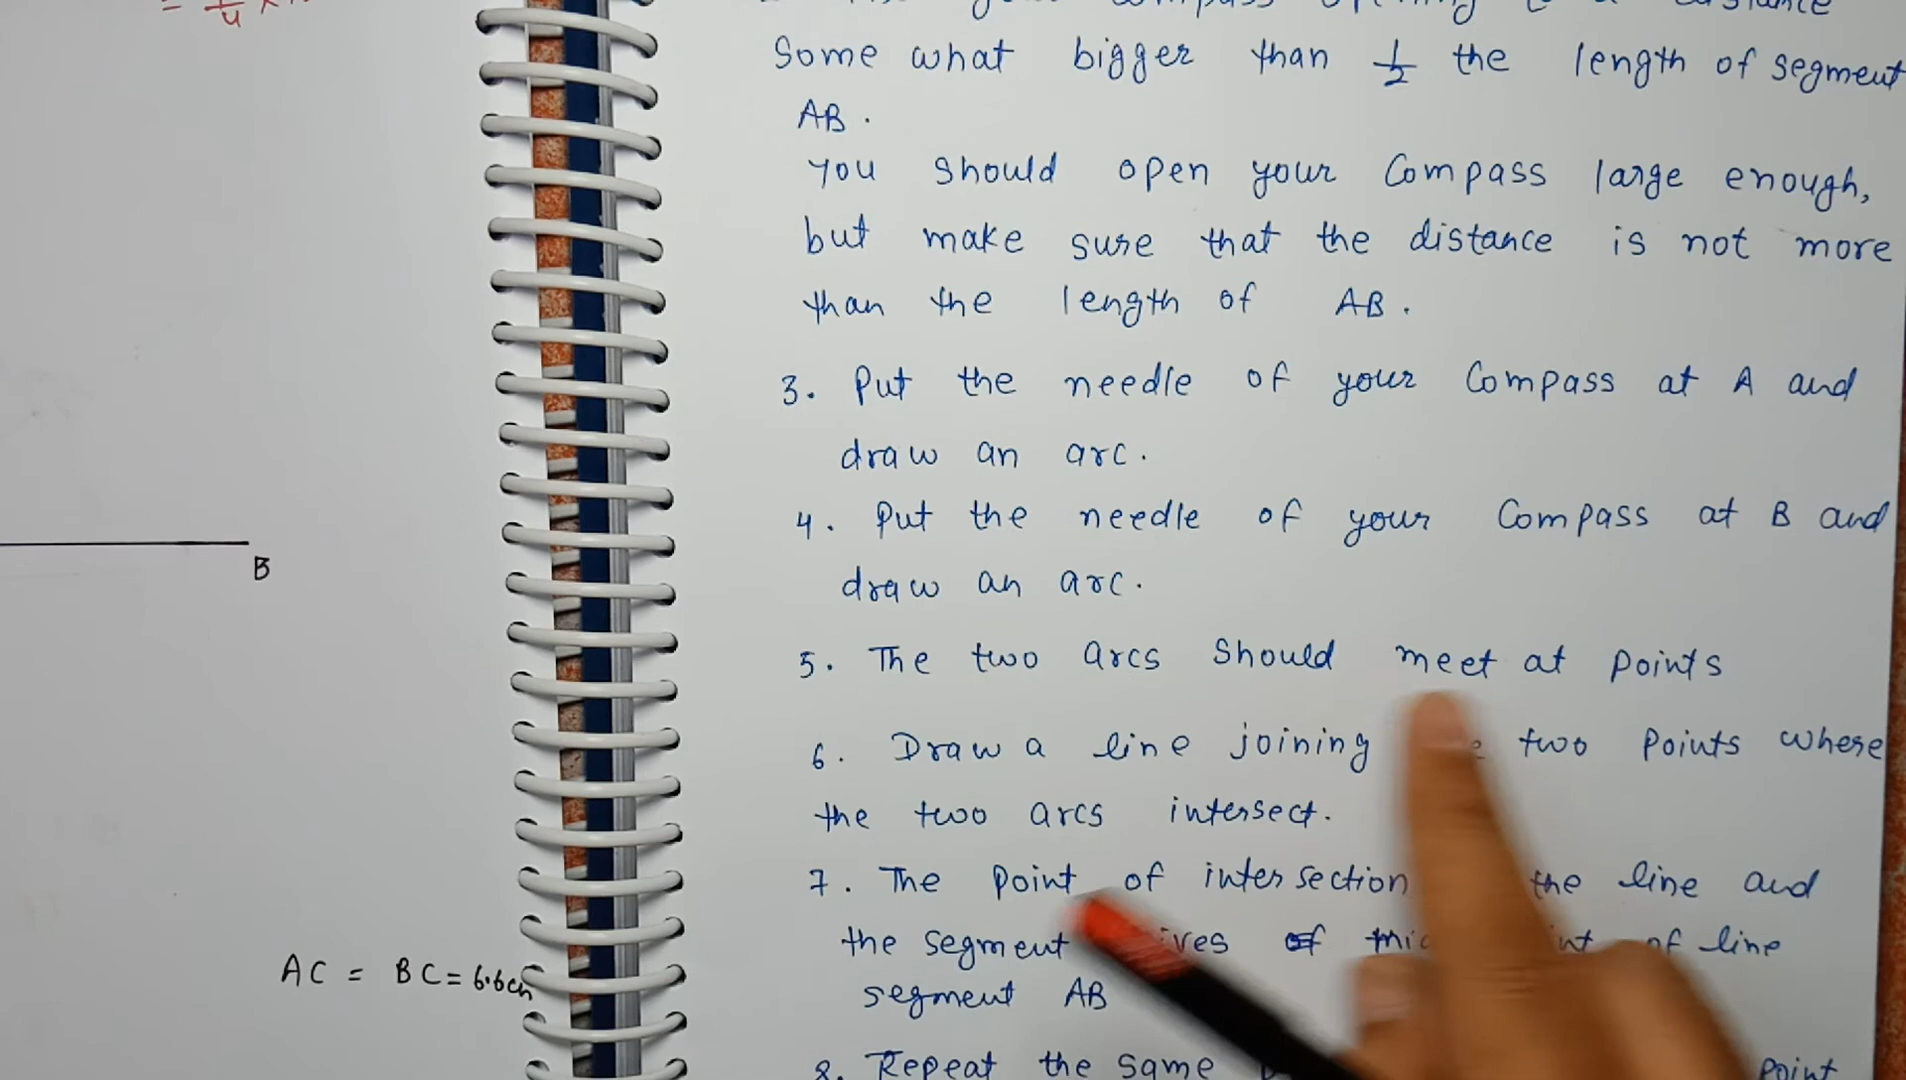 B
AC = BC = 6.6cm
Some what bigger than 1/2 the length of segment
AB.
You should open your Compass large enough,
but make sure that the distance is not more
than the length of AB.
3. Put the needle of your Compass at A and
draw an arc.
4. Put the needle of your Compass at B and
draw an arc.
5. The two arcs should meet at points
6. Draw a line joining two points where
the two arcs intersect.
7. The point of intersection the line and
the segment of line
segment AB
8. Repeat the same point